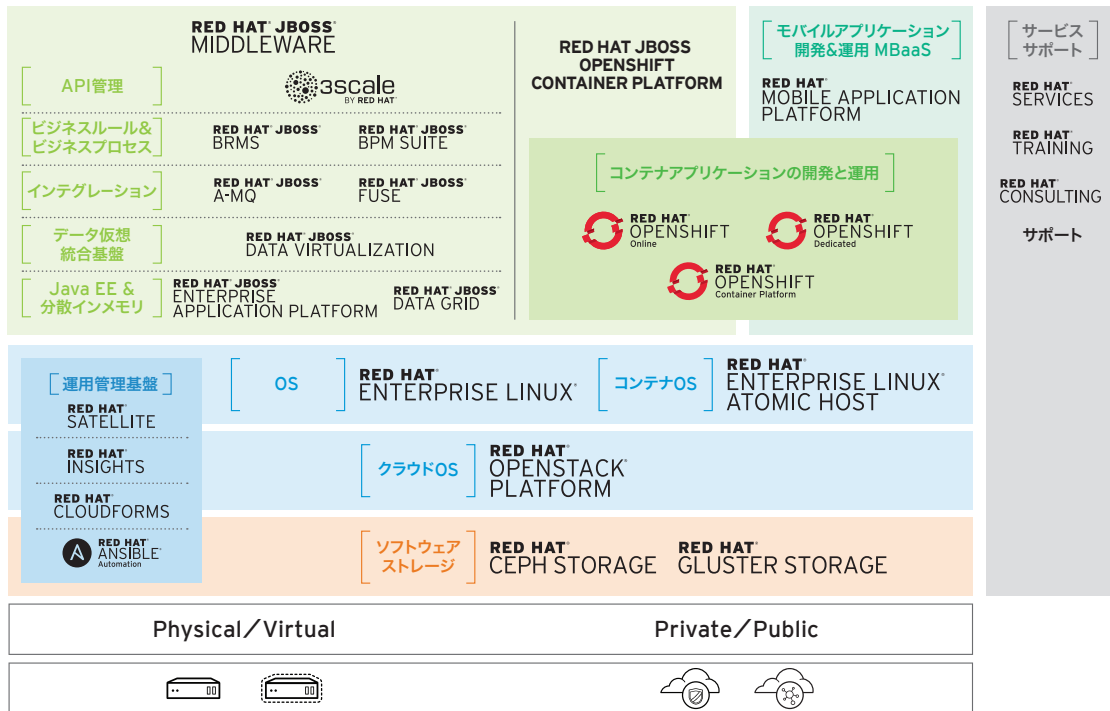 RED HAT® JBOSS®
MIDDLEWARE
API管理
3scale
BY RED HAT®
ビジネスルール&
ビジネスプロセス
RED HAT® JBOSS®
BRMS
RED HAT® JBOSS®
BPM SUITE
インテグレーション
RED HAT® JBOSS®
A-MQ
RED HAT® JBOSS®
FUSE
データ仮想
統合基盤
RED HAT® JBOSS®
DATA VIRTUALIZATION
Java EE &
分散インメモリ
RED HAT® JBOSS®
ENTERPRISE
APPLICATION PLATFORM
RED HAT® JBOSS®
DATA GRID
RED HAT JBOSS
OPENSHIFT
CONTAINER PLATFORM
モバイルアプリケーション
開発&運用 MBaaS
RED HAT®
MOBILE APPLICATION
PLATFORM
コンテナアプリケーションの開発と運用
RED HAT®
OPENSHIFT
Online
RED HAT®
OPENSHIFT
Dedicated
RED HAT®
OPENSHIFT
Container Platform
サービス
サポート
RED HAT®
SERVICES
RED HAT®
TRAINING
RED HAT®
CONSULTING
サポート
運用管理基盤
RED HAT®
SATELLITE
RED HAT®
INSIGHTS
RED HAT®
CLOUDFORMS
A
RED HAT®
ANSIBLE®
Automation
OS
RED HAT®
ENTERPRISE LINUX®
コンテナOS
RED HAT®
ENTERPRISE LINUX®
ATOMIC HOST
クラウドOS
RED HAT®
OPENSTACK®
PLATFORM
ソフトウェア
ストレージ
RED HAT®
CEPH STORAGE
RED HAT®
GLUSTER STORAGE
Physical/Virtual
Private/Public